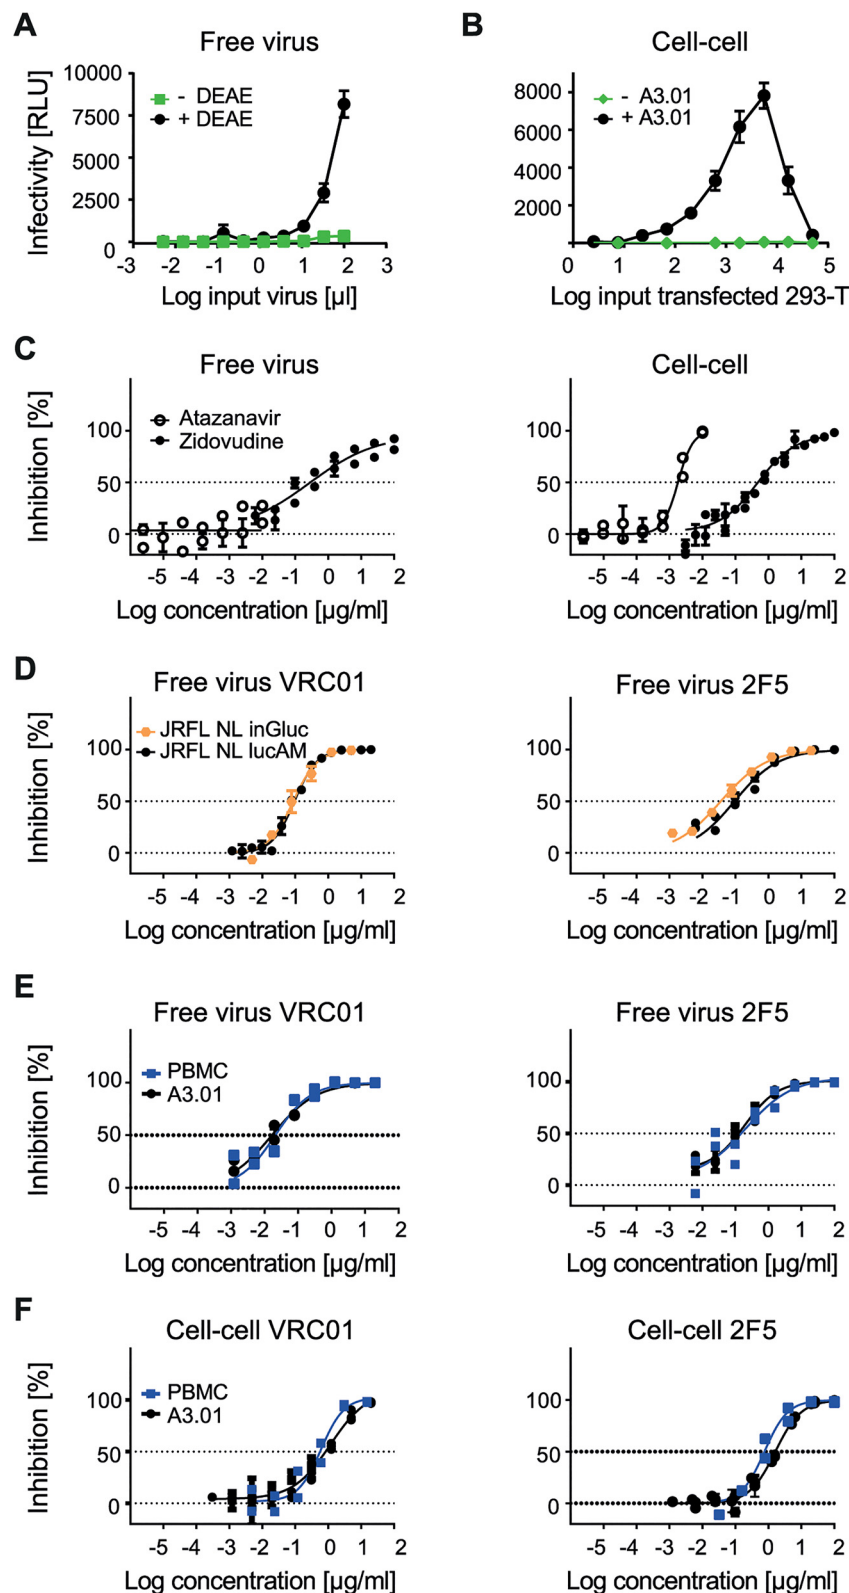 A
Free virus
Infectivity [RLU]
10000
7500
5000
2500
0
- DEAE
+ DEAE
-3 -2 -1 0 1 2 3
Log input virus [µl]
B
Cell-cell
8000
6000
4000
2000
- A3.01
+ A3.01
0 1 2 3 4 5
Log input transfected 293-T
C
Free virus
Inhibition [%]
100
50
0
Atazanavir
Zidovudine
-5 -4 -3 -2 -1 0 1 2
Log concentration [µg/ml]
Cell-cell
100
50
0
-5 -4 -3 -2 -1 0 1 2
Log concentration [µg/ml]
D
Free virus VRC01
Inhibition [%]
100
50
0
JRFL NL inGluc
JRFL NL lucAM
-5 -4 -3 -2 -1 0 1 2
Log concentration [µg/ml]
Free virus 2F5
100
50
0
-5 -4 -3 -2 -1 0 1 2
Log concentration [µg/ml]
E
Free virus VRC01
Inhibition [%]
100
50
0
PBMC
A3.01
-5 -4 -3 -2 -1 0 1 2
Log concentration [µg/ml]
Free virus 2F5
100
50
0
-5 -4 -3 -2 -1 0 1 2
Log concentration [µg/ml]
F
Cell-cell VRC01
Inhibition [%]
100
50
0
PBMC
A3.01
-5 -4 -3 -2 -1 0 1 2
Log concentration [µg/ml]
Cell-cell 2F5
100
50
0
-5 -4 -3 -2 -1 0 1 2
Log concentration [µg/ml]